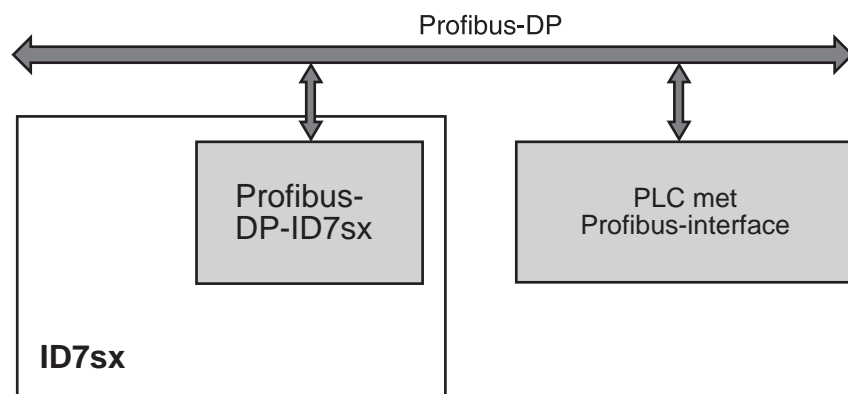 Profibus-DP
Profibus-
DP-ID7sx
PLC met
Profibus-interface
ID7sx